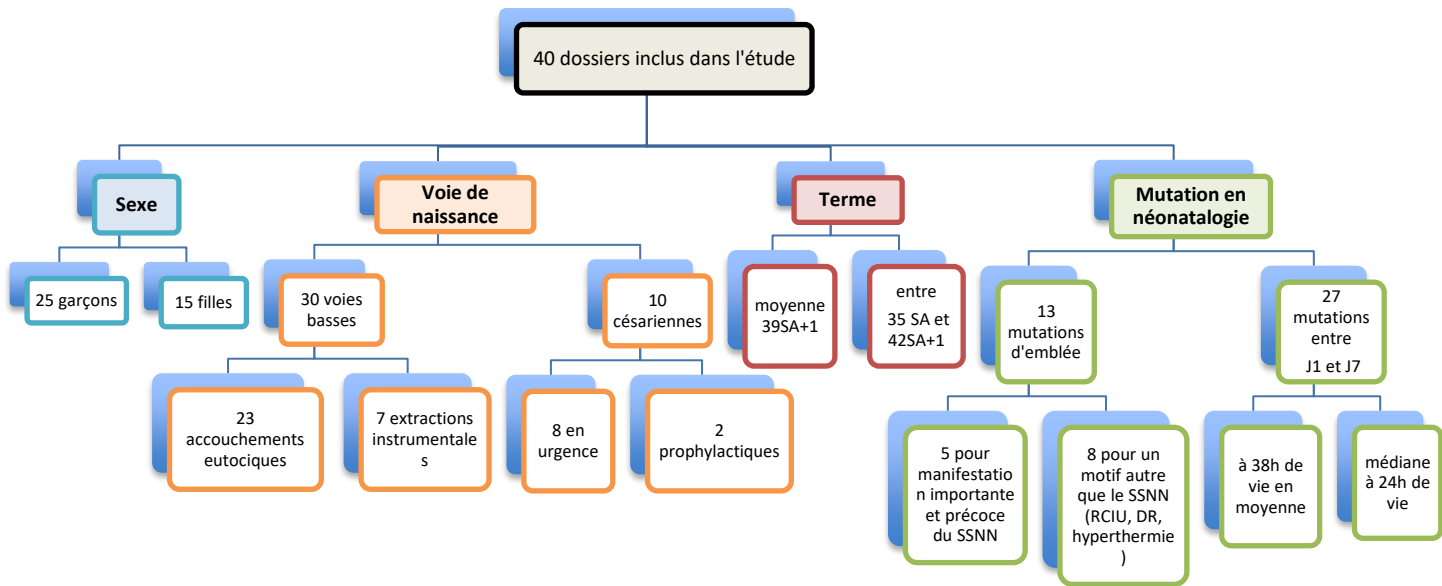 40 dossiers inclus dans l'étude
Sexe
25 garçons
15 filles
Voie de
naissance
30 voies
basses
23
accouchements
eutociques
7 extractions
instrumentale
s
10
césariennes
8 en
urgence
2
prophylactiques
Terme
moyenne
39SA+1
entre
35 SA et
42SA+1
Mutation en
néonatalogie
13
mutations
d'emblée
5 pour
manifestatio
n importante
et précoce
du SSNN
8 pour un
motif autre
que le SSNN
(RCIU, DR,
hyperthermie
)
27
mutations
entre
J1 et J7
à 38h de
vie en
moyenne
médiane
à 24h de
vie